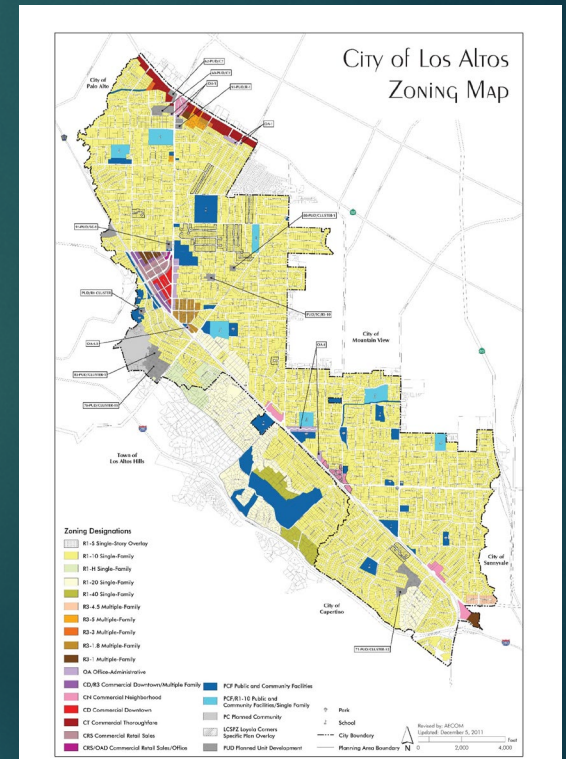 City of Los Altos
Zoning Map
City of
Palo Alto
City of
Mountain View
Town of
Los Altos Hills
City of
Sunnyvale
City of
Cupertino
Zoning Designations
R1-S Single-Story Overlay
R1-10 Single-Family
R1-H Single-Family
R1-20 Single-Family
R1-40 Single-Family
R3-4.5 Multiple-Family
R3-5 Multiple-Family
R3-3 Multiple-Family
R3-1.8 Multiple-Family
R3-1 Multiple-Family
OA Office-Administrative
CD/R3 Commercial Downtown/Multiple Family
CN Commercial Neighborhood
CD Commercial Downtown
CT Commercial Thoroughfare
CRS Commercial Retail Sales
CRS/OAD Commercial Retail Sales/Office
PCF Public and Community Facilities
PCF/R1-10 Public and
Community Facilities/Single Family
PC Planned Community
LCSPZ Loyola Corners
Specific Plan Overlay
PUD Planned Unit Development
Park
School
City Boundary
Planning Area Boundary
Revised by: AECOM
Updated: December 5, 2011
N
Feet
0
2,000
4,000